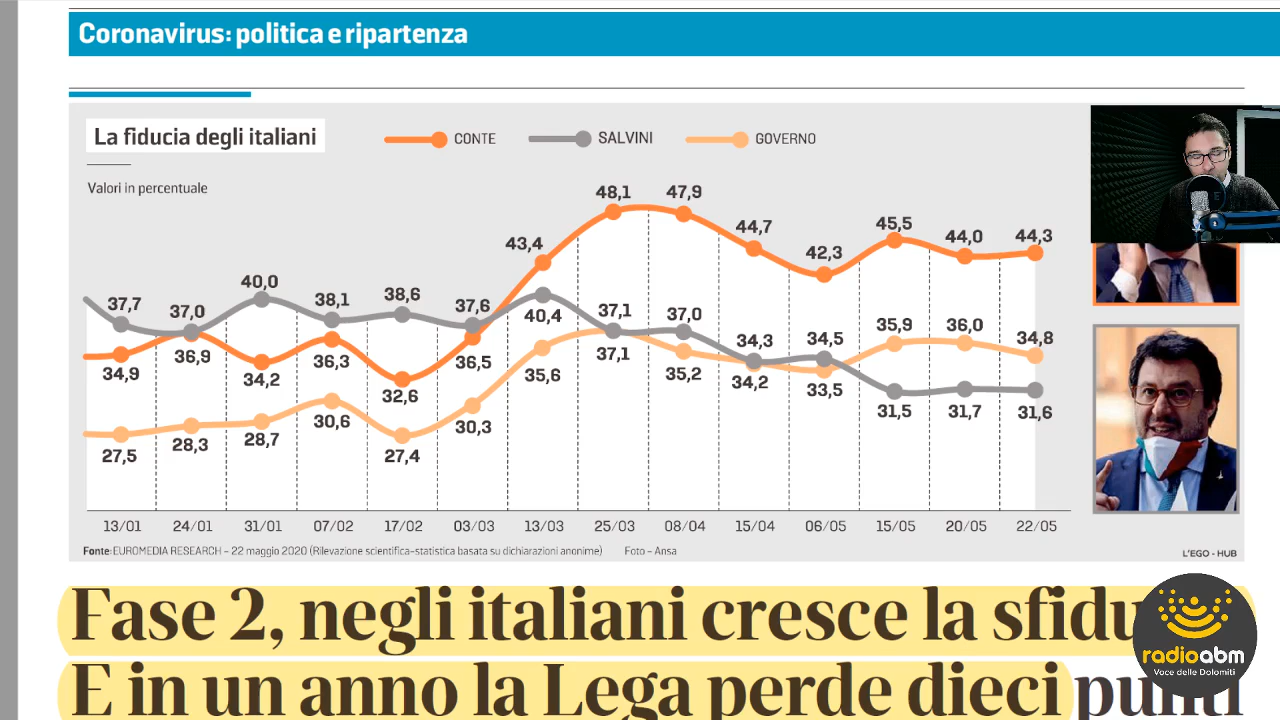 Coronavirus: politica e ripartenza
La fiducia degli italiani
CONTE SALVINI GOVERNO
Valori in percentuale
48,1 47,9
44,7 45,5 44,0 44,3
43,4 42,3
40,0
37,7 37,0 38,1 38,6 37,6 40,4 37,1 37,0 34,3 34,5 35,9 36,0 34,8
34,9 36,9 34,2 36,3 32,6 36,5 35,6 37,1 35,2 34,2 33,5 31,5 31,7 31,6
27,5 28,3 28,7 30,6 27,4 30,3
13/01 24/01 31/01 07/02 17/02 03/03 13/03 25/03 08/04 15/04 06/05 15/05 20/05 22/05
Fonte: EUROMEDIA RESEARCH – 22 maggio 2020 (Rilevazione scientifica-statistica basata su dichiarazioni anonime) Foto – Ansa
L'EGO - HUB
Fase 2, negli italiani cresce la
E in un anno la Lega perde dieci punti
radioabm
Voce delle Dolomiti